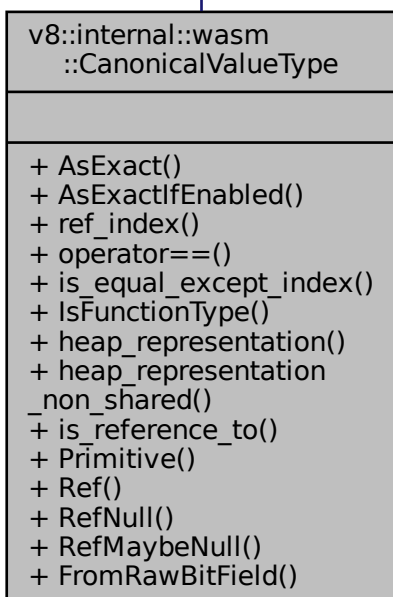 v8::internal::wasm
::CanonicalValueType
+ AsExact()
+ AsExactIfEnabled()
+ ref_index()
+ operator==()
+ is_equal_except_index()
+ IsFunctionType()
+ heap_representation()
+ heap_representation
_non_shared()
+ is_reference_to()
+ Primitive()
+ Ref()
+ RefNull()
+ RefMaybeNull()
+ FromRawBitField()